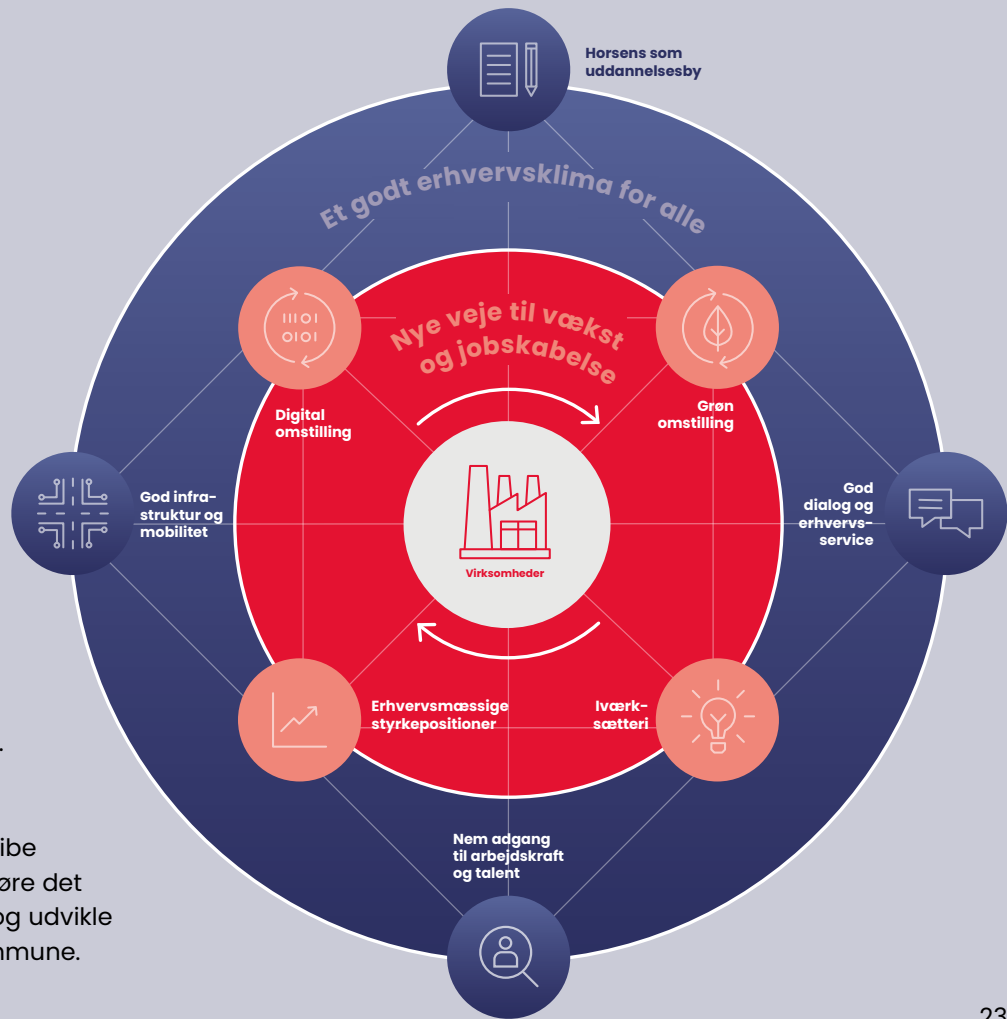 Horsens som
uddannelsesby
Et godt erhvervsklima for alle
Nye veje til vækst
og jobskabelse
Digital
omstilling
Grøn
omstilling
God infra-
struktur og
mobilitet
God
dialog og
erhvervs-
service
Virksomheder
Erhvervsmæssige
styrkepositioner
Iværk-
sætteri
Nem adgang
til arbejdskraft
og talent
og udvikle
23